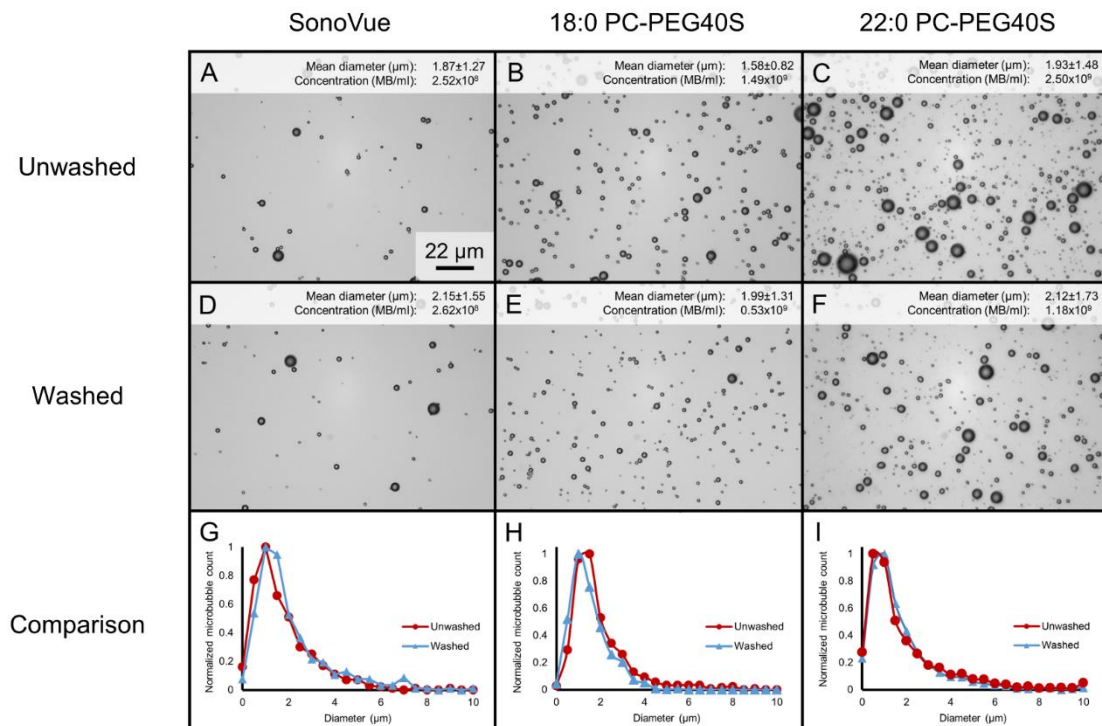 SonoVue 18:0 PC-PEG40S 22:0 PC-PEG40S
Unwashed
A
Mean diameter (µm): 1.87±1.27
Concentration (MB/ml): 2.52x10⁸
22 µm
B
Mean diameter (µm): 1.58±0.82
Concentration (MB/ml): 1.49x10⁹
C
Mean diameter (µm): 1.93±1.48
Concentration (MB/ml): 2.50x10⁹
Washed
D
Mean diameter (µm): 2.15±1.55
Concentration (MB/ml): 2.62x10⁸
E
Mean diameter (µm): 1.99±1.31
Concentration (MB/ml): 0.53x10⁹
F
Mean diameter (µm): 2.12±1.73
Concentration (MB/ml): 1.18x10⁹
Comparison
G
Normalized microbubble count
1
0.8
0.6
0.4
0.2
0
Unwashed
Washed
0 2 4 6 8 10
Diameter (µm)
H
Normalized microbubble count
1
0.8
0.6
0.4
0.2
0
Unwashed
Washed
0 2 4 6 8 10
Diameter (µm)
I
Normalized microbubble count
1
0.8
0.6
0.4
0.2
0
Unwashed
Washed
0 2 4 6 8 10
Diameter (µm)